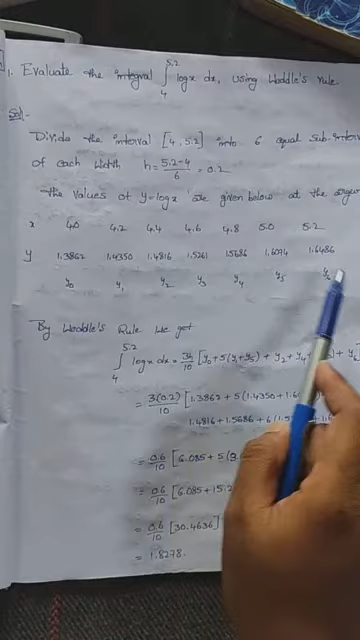 1. Evaluate the integral ∫₄^5.2 logx dx, using Weddle's rule.
Sol:-
Divide the interval [4, 5.2] into 6 equal sub-inter
of each width h = (5.2-4)/6 = 0.2
The values of y=logx are given below at the
x 4.0 4.2 4.4 4.6 4.8 5.0 5.2
y 1.3862 1.4350 1.4816 1.5261 1.5686 1.6094 1.6486
y₀ y₁ y₂ y₃ y₄ y₅ y₆
By Weddle's Rule we get
∫₄^5.2 logx dx = 3h/10 [y₀+5(y₁+y₅)+y₂+y₄ + y₆]
= 3(0.2)/10 [1.3862+5(1.4350+1.6
1.4816+1.5686+6(1.5
= 0.6/10 [6.085+5(3.
= 0.6/10 [6.085+15.2
= 0.6/10 [30.4636]
= 1.8278.